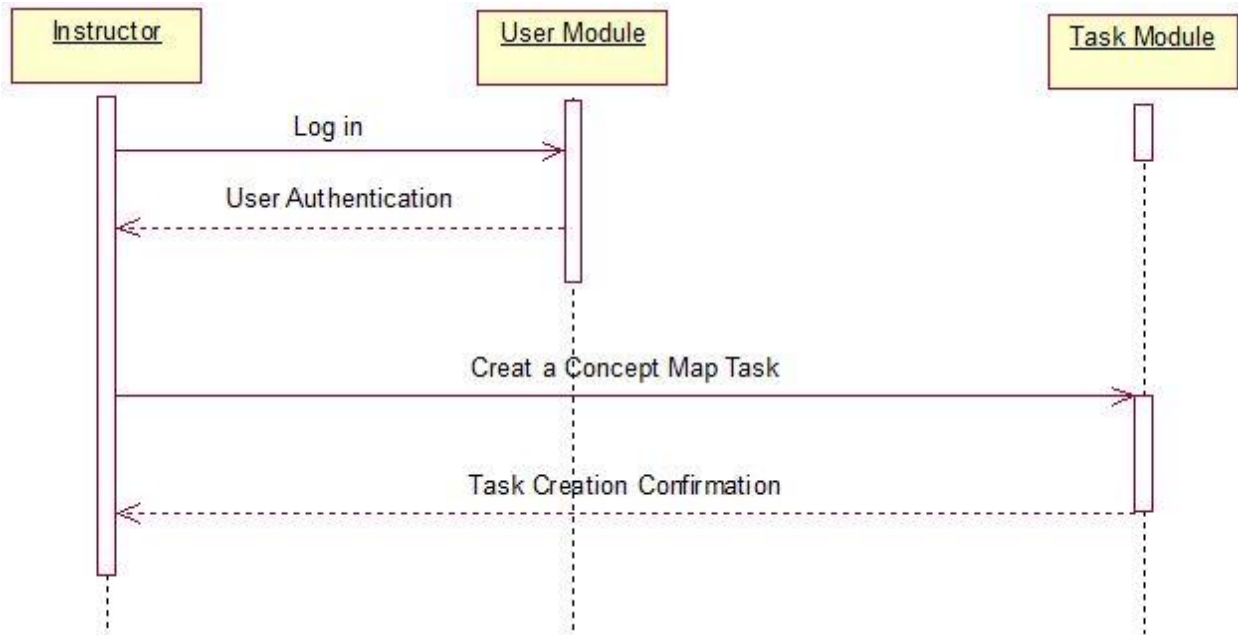 Instructor
User Module
Task Module
Log in
User Authentication
Creat a Concept Map Task
Task Creation Confirmation